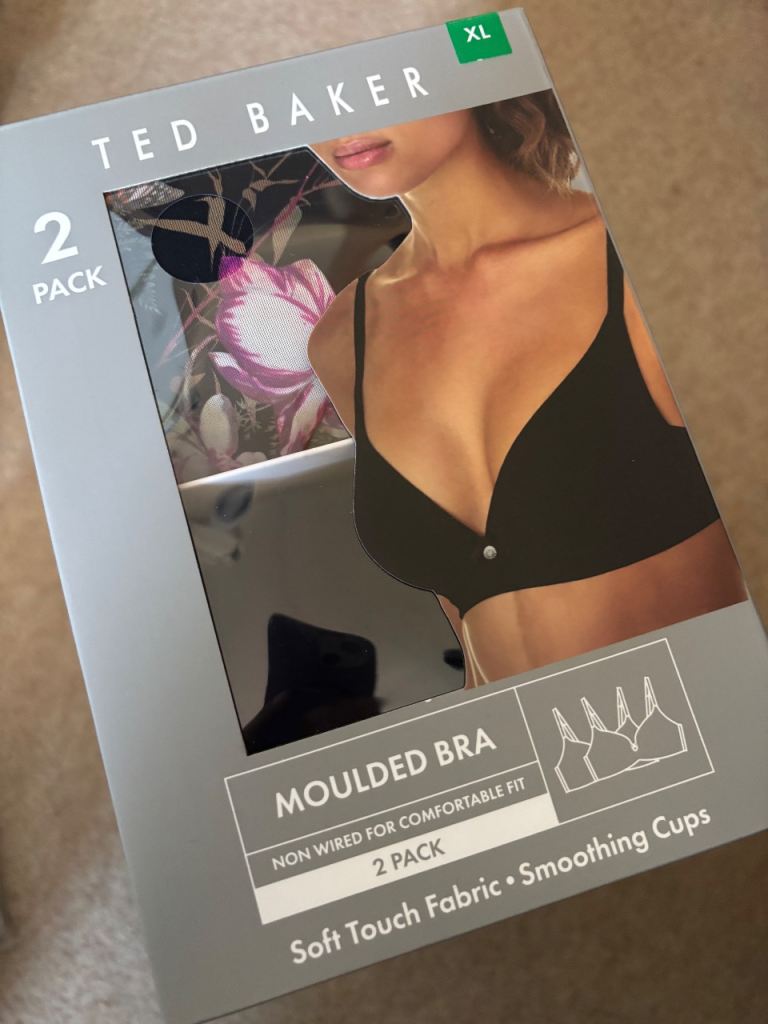 XL
TED BAKER
2
PACK
MOULDED BRA
NON WIRED FOR COMFORTABLE FIT
2 PACK
Soft Touch Fabric • Smoothing Cups